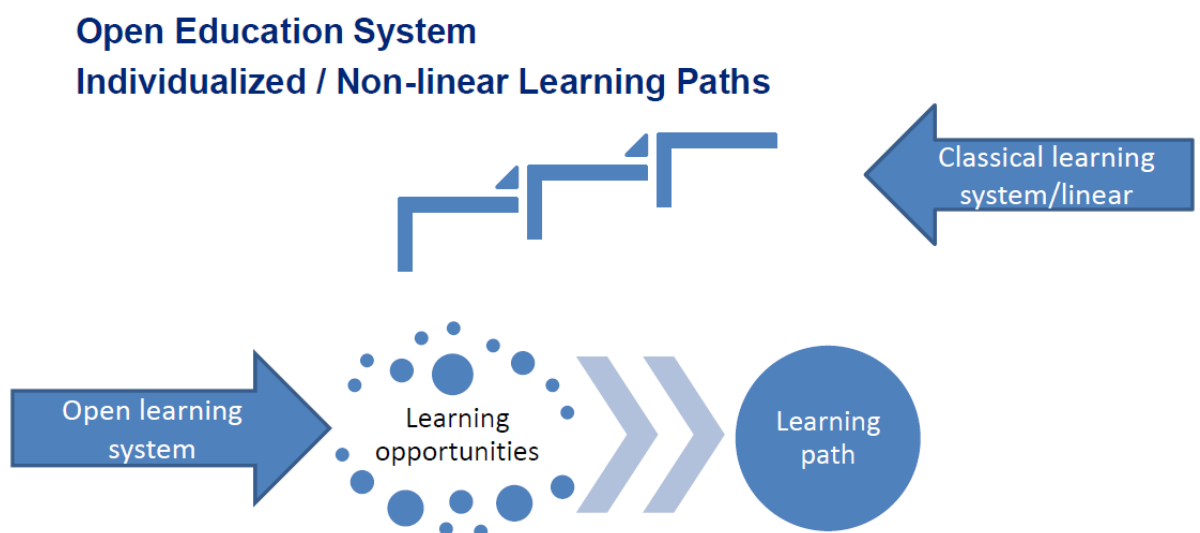 Open Education System
Individualized / Non-linear Learning Paths
Classical learning
system/linear
Open learning
system
Learning
opportunities
Learning
path